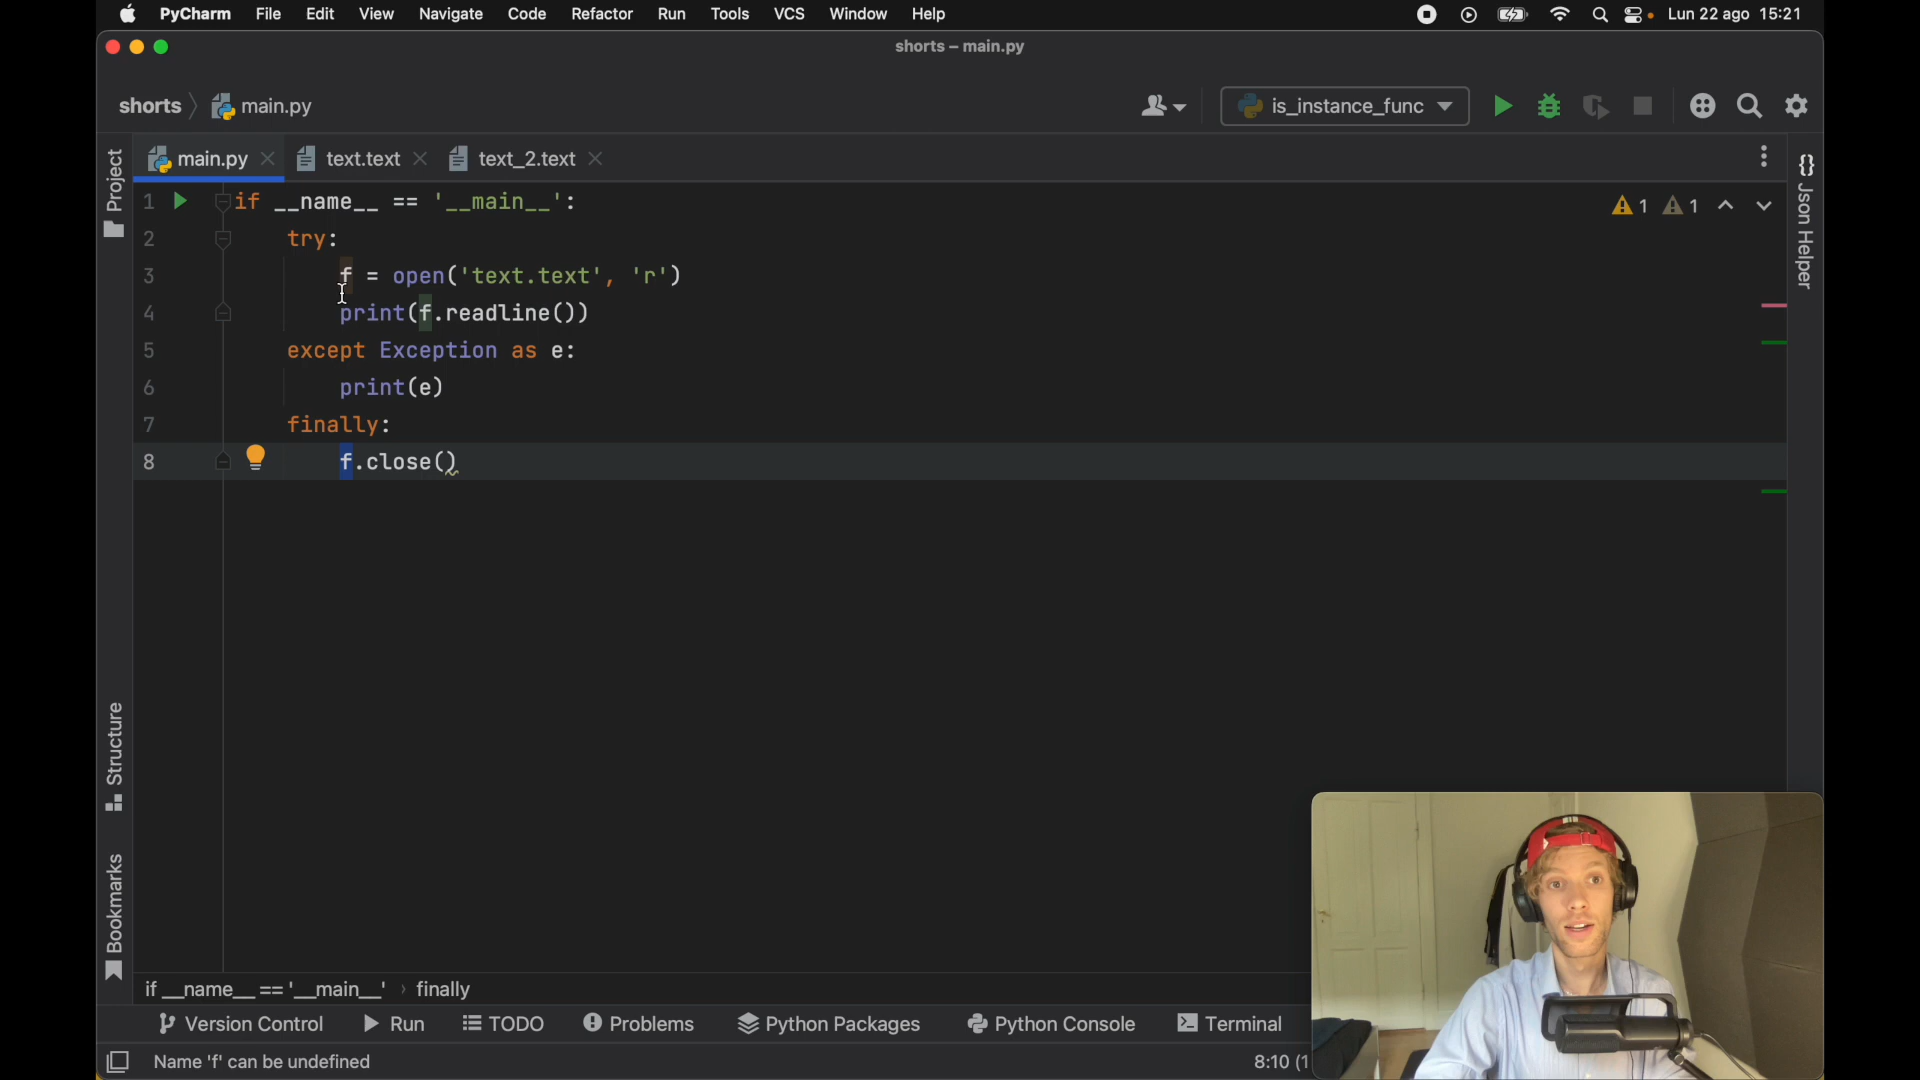 PyCharm File Edit View Navigate Code Refactor Run Tools VCS Window Help Lun 22 ago 15:21
shorts – main.py
shorts main.py is_instance_func
main.py text.text text_2.text
Project
Structure
Bookmarks
1 if __name__ == '__main__':
2 try:
3 f = open('text.text', 'r')
4 print(f.readline())
5 except Exception as e:
6 print(e)
7 finally:
8 f.close()
1 1
{} Json Helper
if __name__ == '__main__' › finally
Version Control Run TODO Problems Python Packages Python Console Terminal
Name 'f' can be undefined 8:10 (1